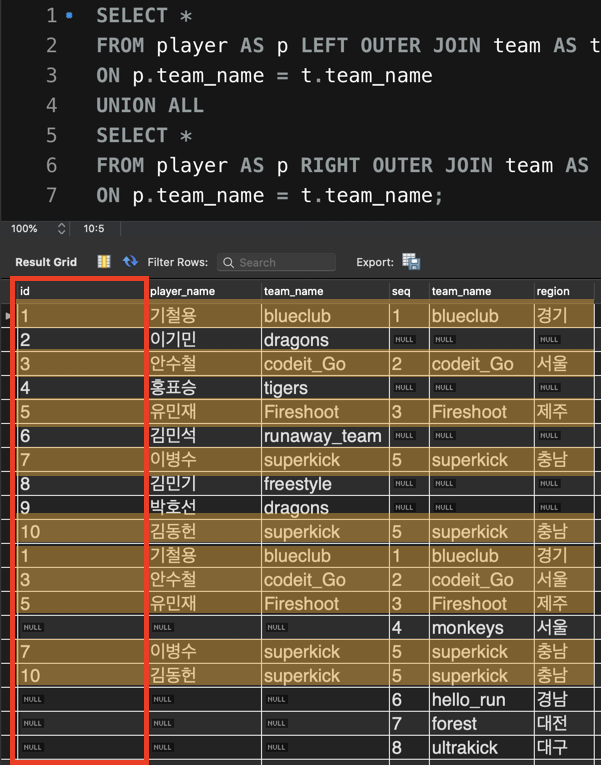 1 SELECT *
2 FROM player AS p LEFT OUTER JOIN team AS t
3 ON p.team_name = t.team_name
4 UNION ALL
5 SELECT *
6 FROM player AS p RIGHT OUTER JOIN team AS
7 ON p.team_name = t.team_name;
100% 10:5
Result Grid Filter Rows: Search Export:
id player_name team_name seq team_name region
1 기철용 blueclub 1 blueclub 경기
2 이기민 dragons NULL NULL NULL
3 안수철 codeit_Go 2 codeit_Go 서울
4 홍표승 tigers NULL NULL NULL
5 유민재 Fireshoot 3 Fireshoot 제주
6 김민석 runaway_team NULL NULL NULL
7 이병수 superkick 5 superkick 충남
8 김민기 freestyle NULL NULL NULL
9 박호선 dragons NULL NULL NULL
10 김동헌 superkick 5 superkick 충남
1 기철용 blueclub 1 blueclub 경기
3 안수철 codeit_Go 2 codeit_Go 서울
5 유민재 Fireshoot 3 Fireshoot 제주
NULL NULL NULL 4 monkeys 서울
7 이병수 superkick 5 superkick 충남
10 김동헌 superkick 5 superkick 충남
NULL NULL NULL 6 hello_run 경남
NULL NULL NULL 7 forest 대전
NULL NULL NULL 8 ultrakick 대구